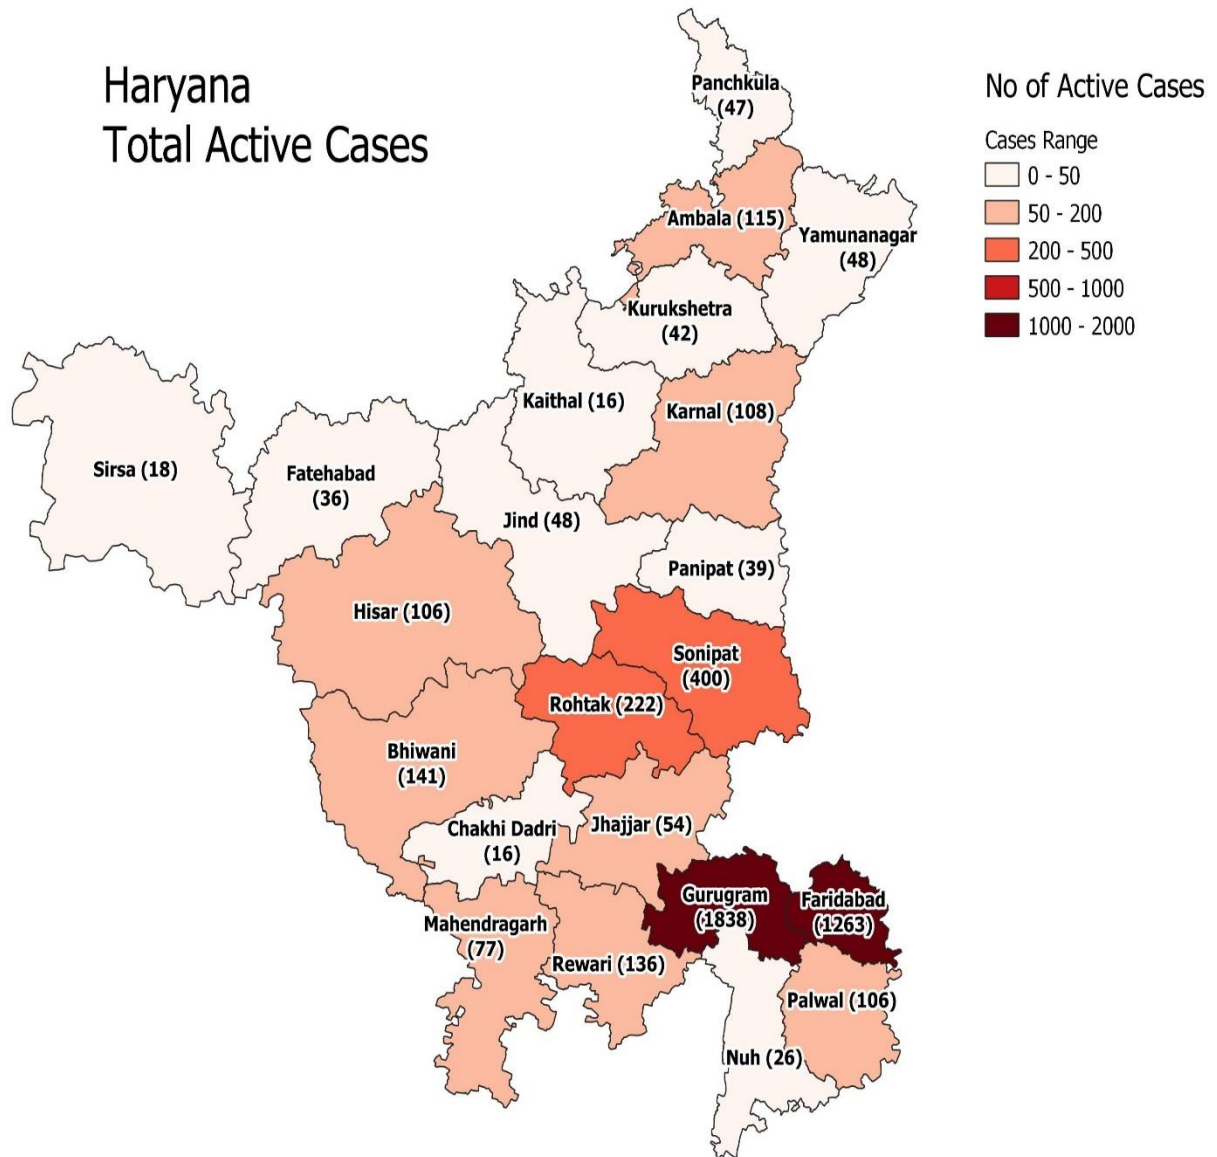 Haryana
Total Active Cases
No of Active Cases
Cases Range
0 - 50
50 - 200
200 - 500
500 - 1000
1000 - 2000
Panchkula
(47)
Ambala (115)
Yamunanagar
(48)
Kurukshetra
(42)
Kaithal (16)
Karnal (108)
Sirsa (18)
Fatehabad
(36)
Jind (48)
Panipat (39)
Hisar (106)
Sonipat
(400)
Rohtak (222)
Bhiwani
(141)
Chakhi Dadri
(16)
Jhajjar (54)
Gurugram
(1838)
Faridabad
(1263)
Mahendragarh
(77)
Rewari (136)
Palwal (106)
Nuh (26)